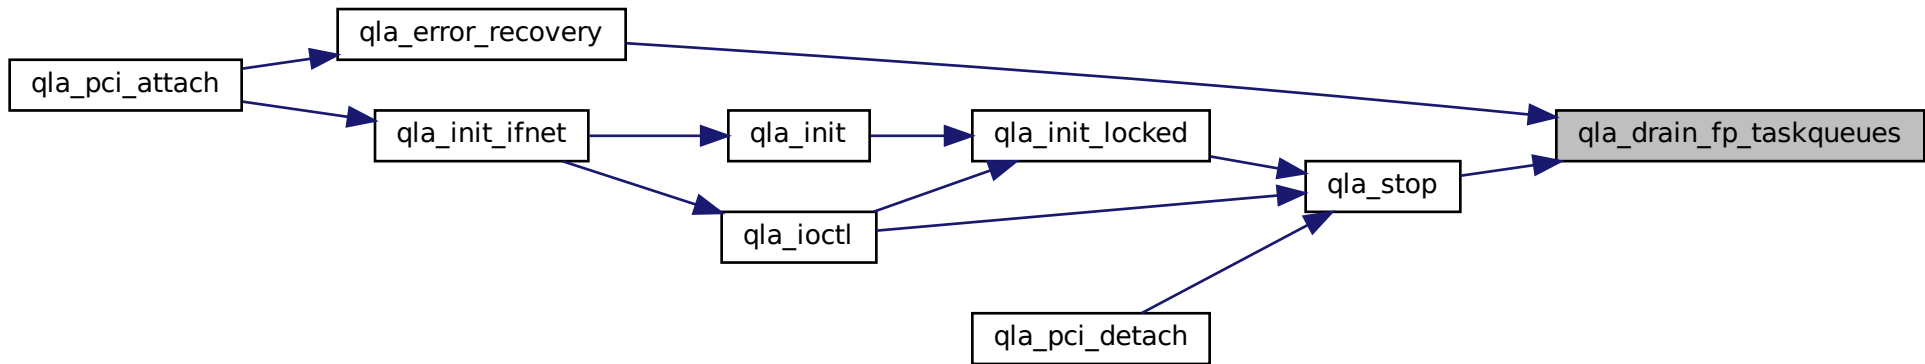 qla_error_recovery
qla_pci_attach
qla_init_ifnet
qla_init
qla_init_locked
qla_drain_fp_taskqueues
qla_stop
qla_ioctl
qla_pci_detach